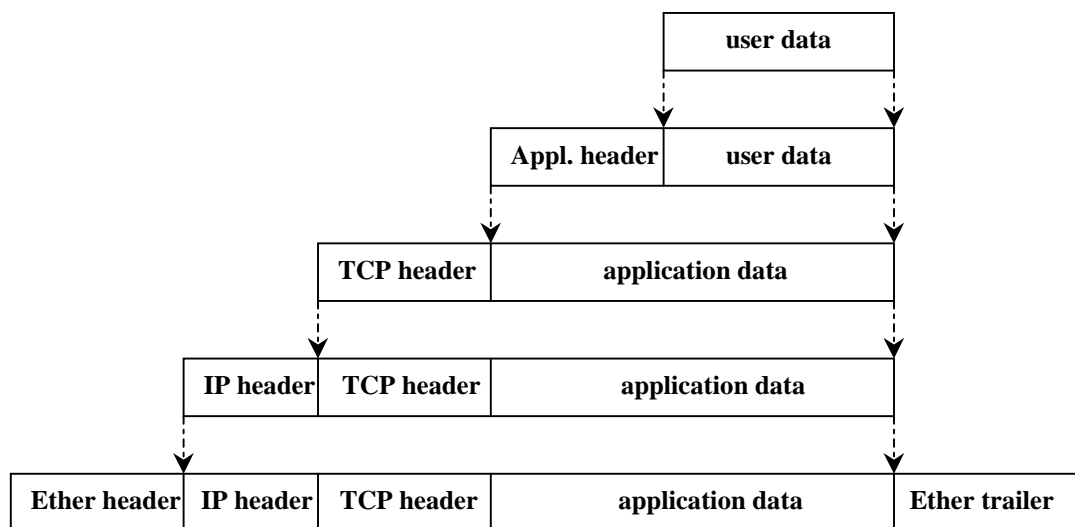 user data
Appl. header user data
TCP header application data
IP header TCP header application data
Ether header IP header TCP header application data Ether trailer